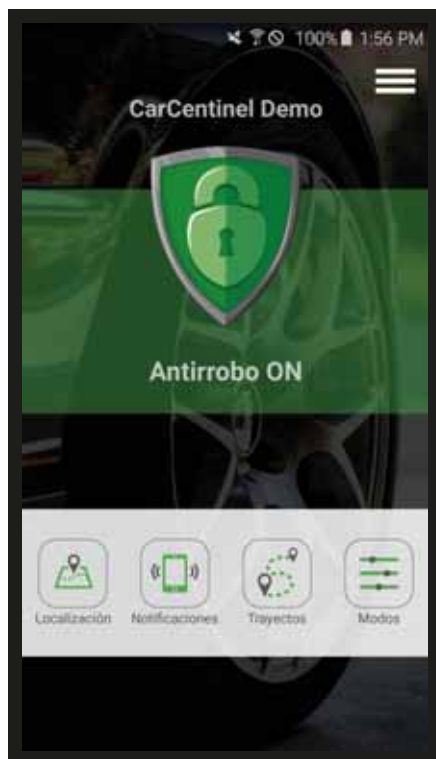 100% 1:56 PM
CarCentinel Demo
Antirrobo ON
Localización Notificaciones Trayectos Modos